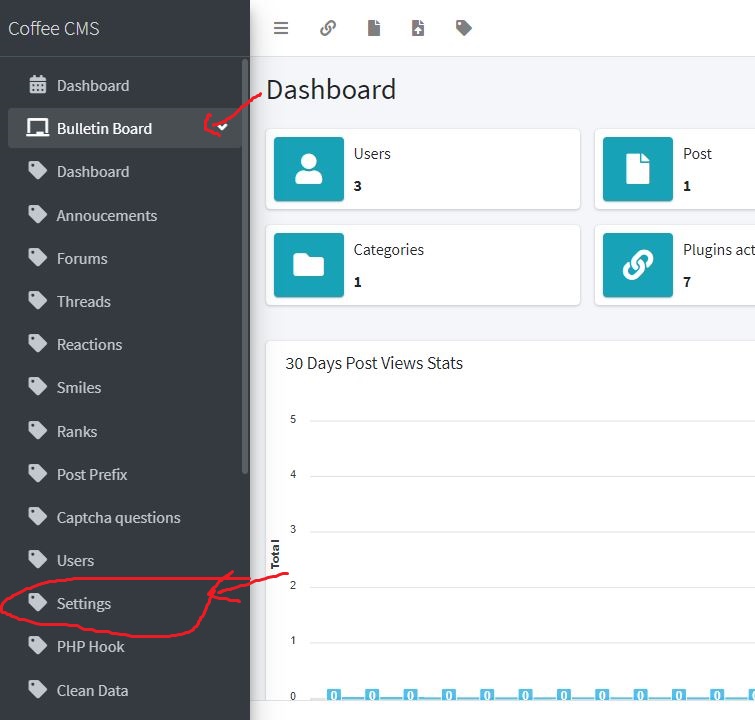 Coffee CMS
Dashboard
Bulletin Board
Dashboard
Annoucements
Forums
Threads
Reactions
Smiles
Ranks
Post Prefix
Captcha questions
Users
Settings
PHP Hook
Clean Data
Dashboard
Users
3
Post
1
Categories
1
Plugins act
7
30 Days Post Views Stats
5
4
3
2
1
0
Total
0 0 0 0 0 0 0 0 0 0 0